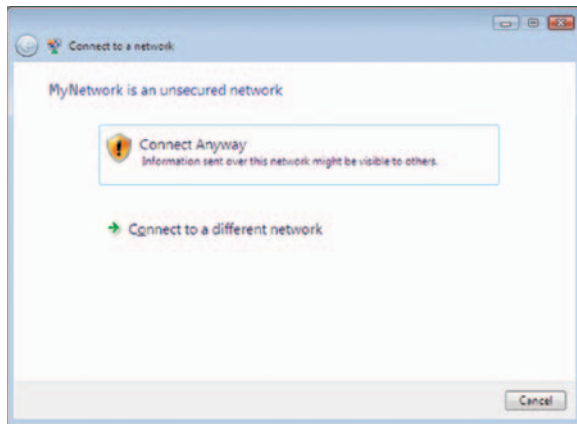 Connect to a network
MyNetwork is an unsecured network
Connect Anyway
Information sent over this network might be visible to others.
Connect to a different network
Cancel